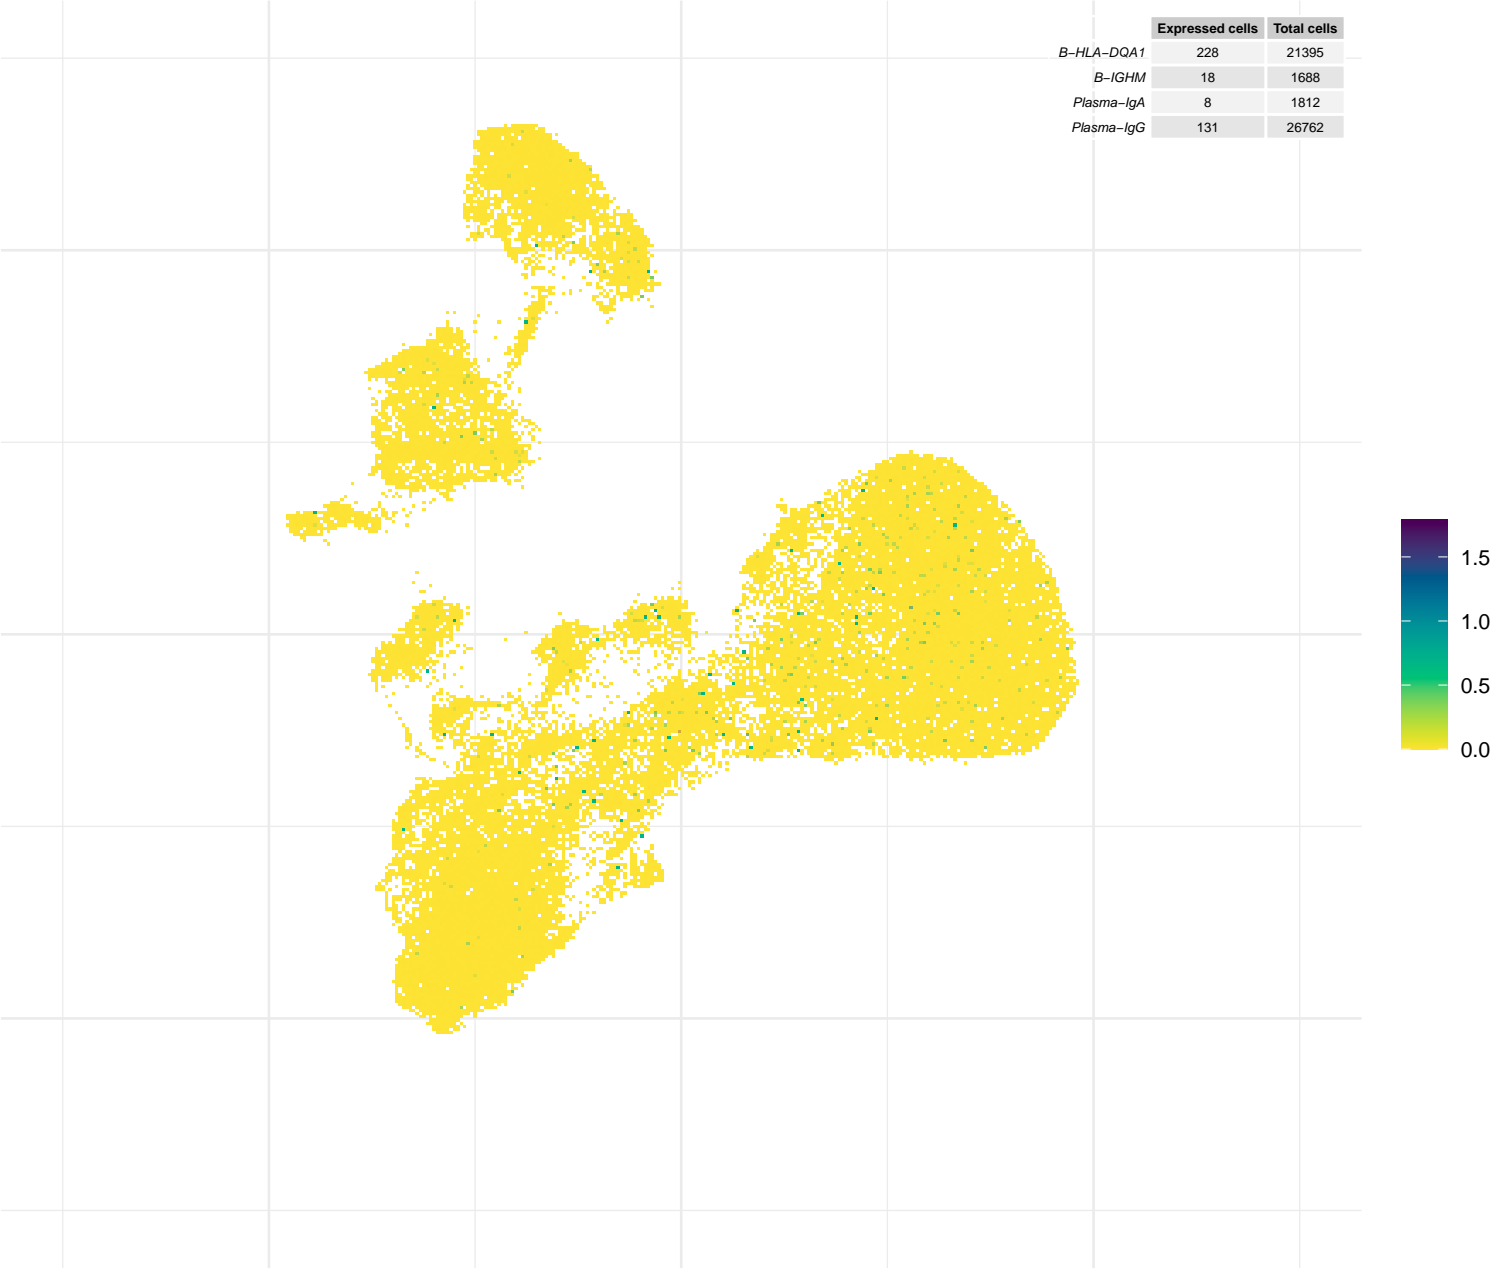 Expressed cells Total cells
B−HLA−DQA1 228 21395
B−IGHM 18 1688
Plasma−IgA 8 1812
Plasma−IgG 131 26762
1.5
1.0
0.5
0.0